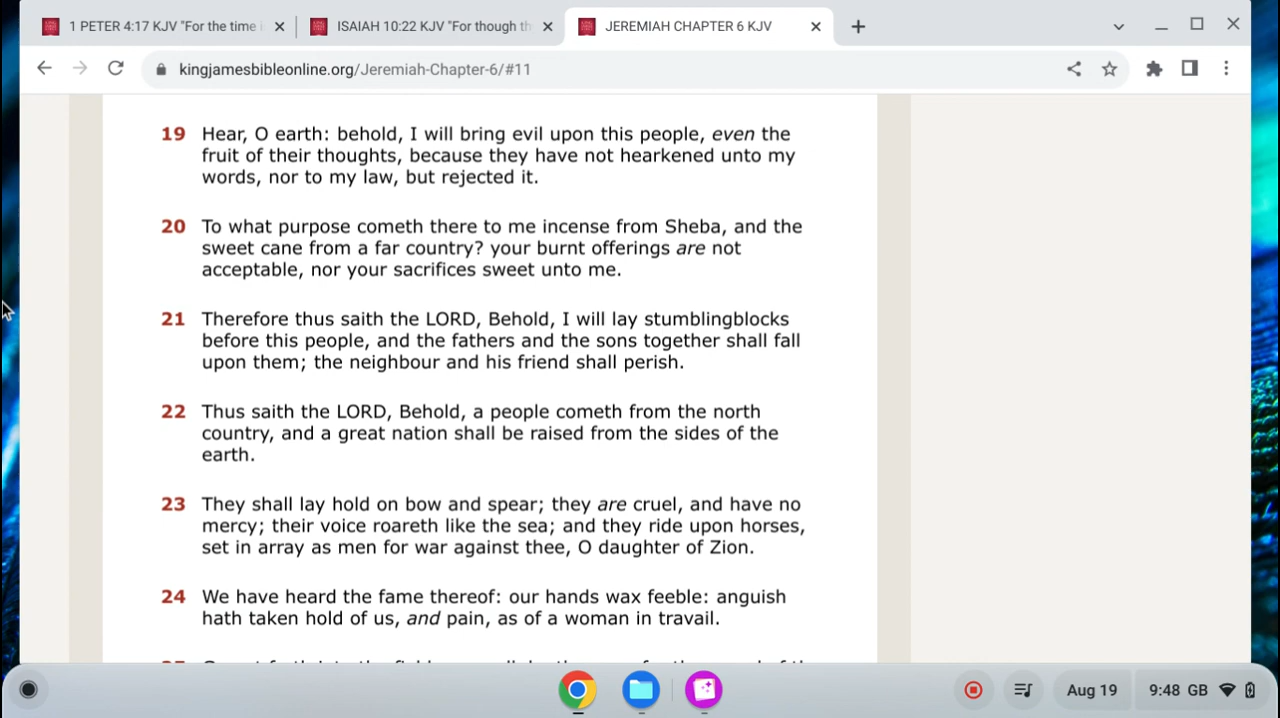 1 PETER 4:17 KJV "For the time i
ISAIAH 10:22 KJV "For though th
JEREMIAH CHAPTER 6 KJV
kingjamesbibleonline.org/Jeremiah-Chapter-6/#11
19 Hear, O earth: behold, I will bring evil upon this people, even the
fruit of their thoughts, because they have not hearkened unto my
words, nor to my law, but rejected it.
20 To what purpose cometh there to me incense from Sheba, and the
sweet cane from a far country? your burnt offerings are not
acceptable, nor your sacrifices sweet unto me.
21 Therefore thus saith the LORD, Behold, I will lay stumblingblocks
before this people, and the fathers and the sons together shall fall
upon them; the neighbour and his friend shall perish.
22 Thus saith the LORD, Behold, a people cometh from the north
country, and a great nation shall be raised from the sides of the
earth.
23 They shall lay hold on bow and spear; they are cruel, and have no
mercy; their voice roareth like the sea; and they ride upon horses,
set in array as men for war against thee, O daughter of Zion.
24 We have heard the fame thereof: our hands wax feeble: anguish
hath taken hold of us, and pain, as of a woman in travail.
Aug 19
9:48 GB